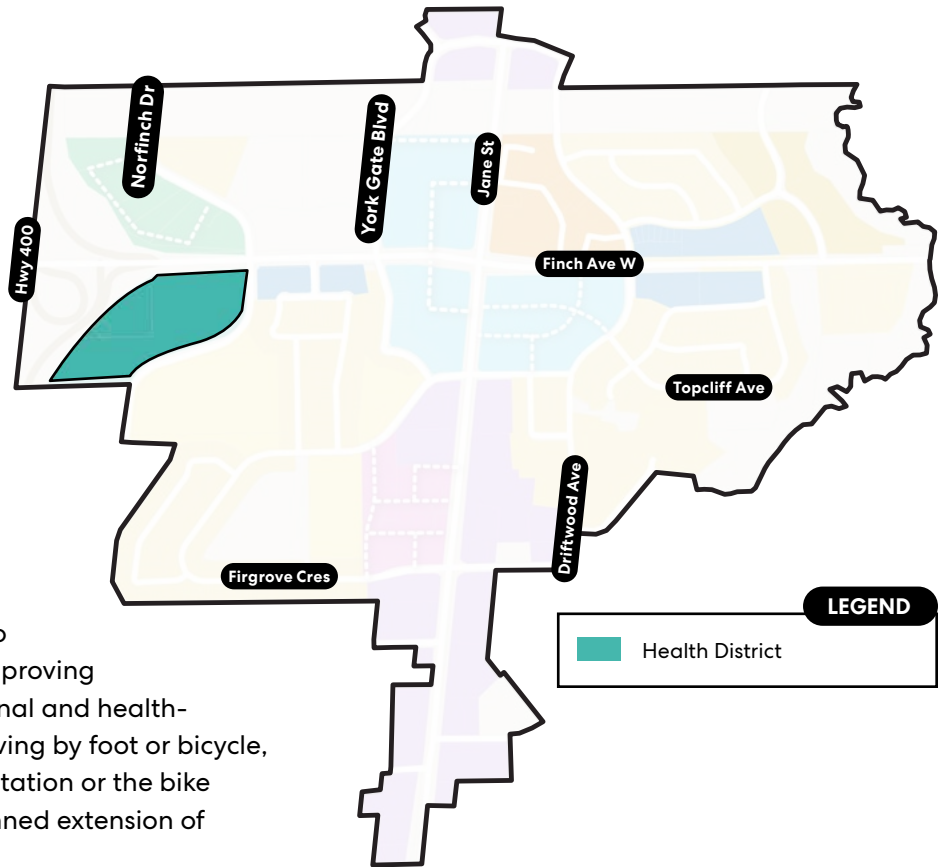 Norfinch Dr
York Gate Blvd
Jane St
Hwy 400
Finch Ave W
Topcliff Ave
Driftwood Ave
Firgrove Cres
LEGEND
Health District
proving
nal and health-
ving by foot or bicycle,
tation or the bike
nned extension of